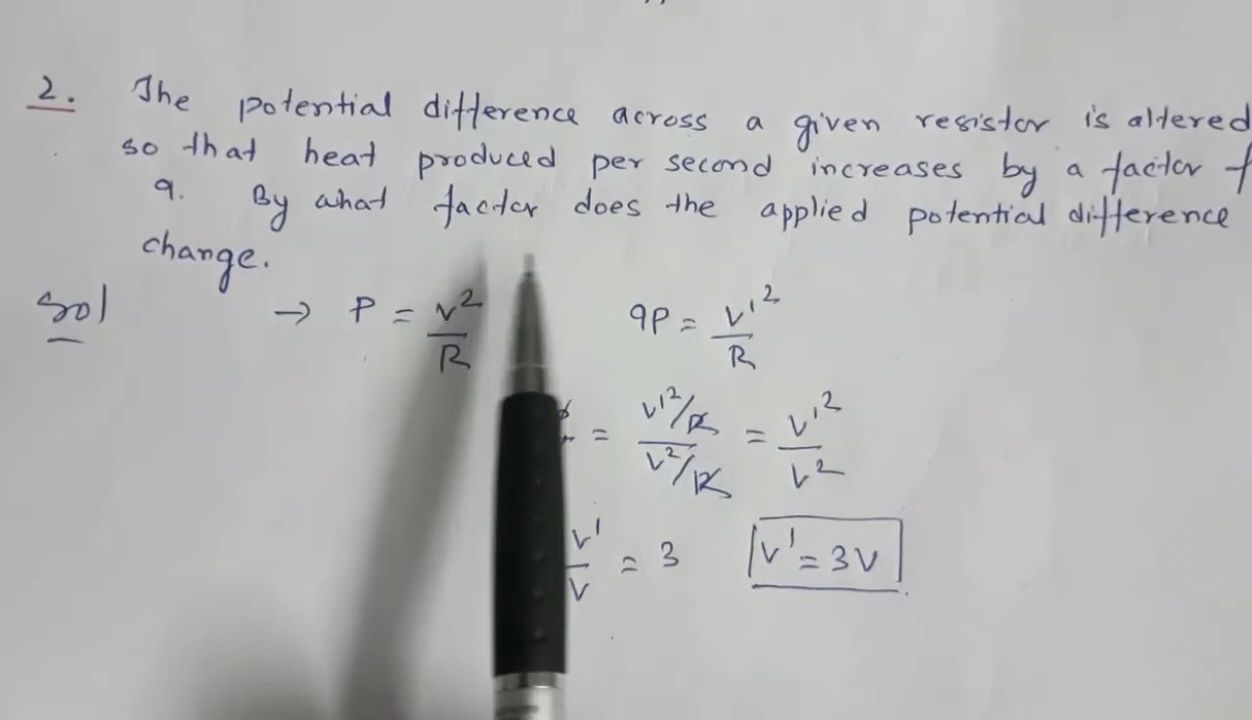 2. The potential difference across a given resistor is altered
so that heat produced per second increases by a factor of
9. By what factor does the applied potential difference
change.
Sol → P = V²/R 9P = V'²/R
= V'²/R / V²/R = V'²/V²
V'/V = 3 V' = 3V